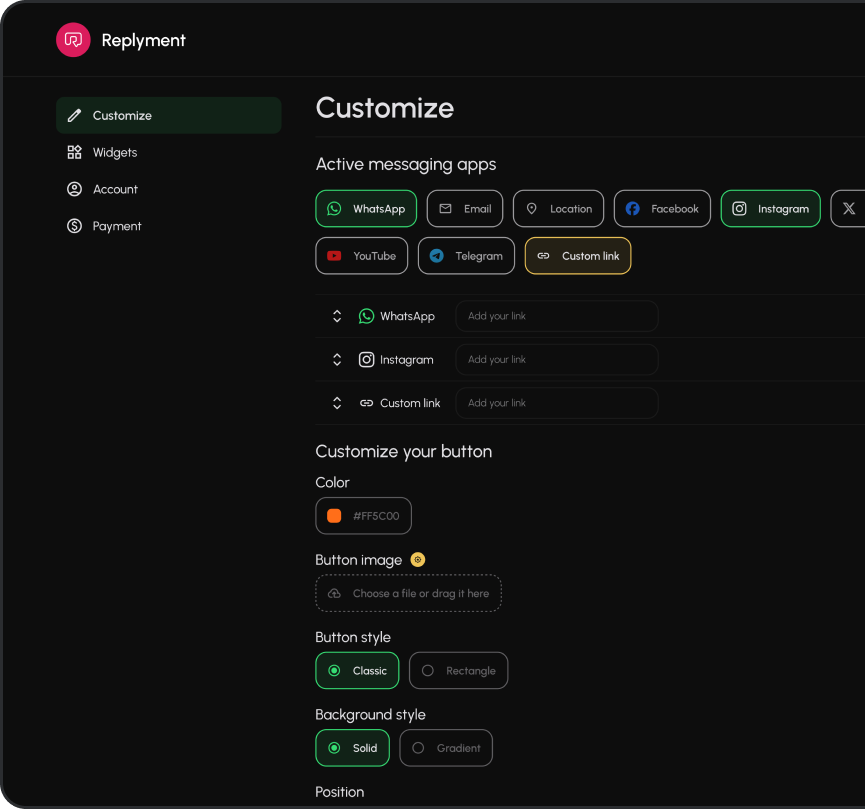 Replyment
Customize
Widgets
Account
Payment
Customize
Active messaging apps
WhatsApp Email Location Facebook Instagram
YouTube Telegram Custom link
WhatsApp Add your link
Instagram Add your link
Custom link Add your link
Customize your button
Color
#FF5C00
Button image
Choose a file or drag it here
Button style
Classic Rectangle
Background style
Solid Gradient
Position